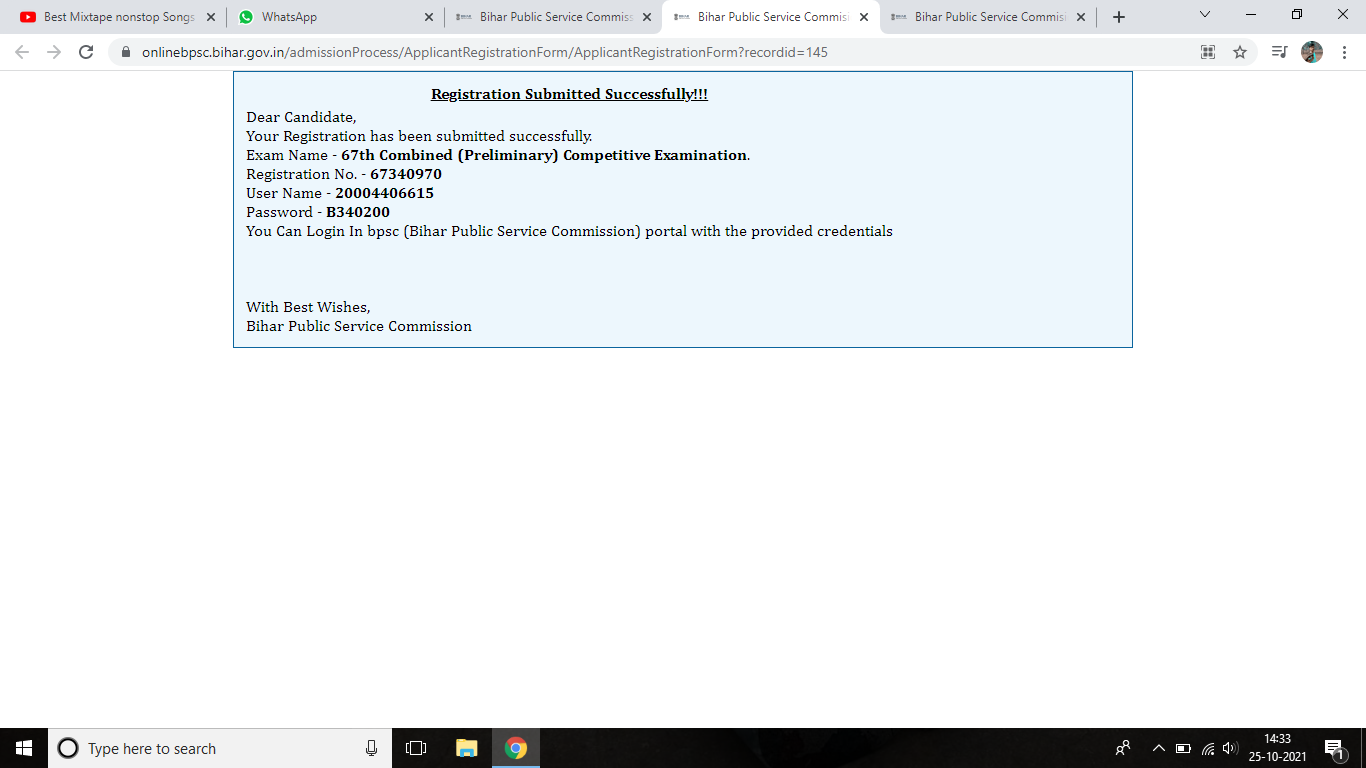 Best Mixtape nonstop Songs
WhatsApp
Bihar Public Service Commiss
Bihar Public Service Commissi
Bihar Public Service Commissi
onlinebpsc.bihar.gov.in/admissionProcess/ApplicantRegistrationForm/ApplicantRegistrationForm?recordid=145
Registration Submitted Successfully!!!
Dear Candidate,
Your Registration has been submitted successfully.
Exam Name - 67th Combined (Preliminary) Competitive Examination.
Registration No. - 67340970
User Name - 20004406615
Password - B340200
You Can Login In bpsc (Bihar Public Service Commission) portal with the provided credentials
With Best Wishes,
Bihar Public Service Commission
Type here to search
14:33
25-10-2021
1